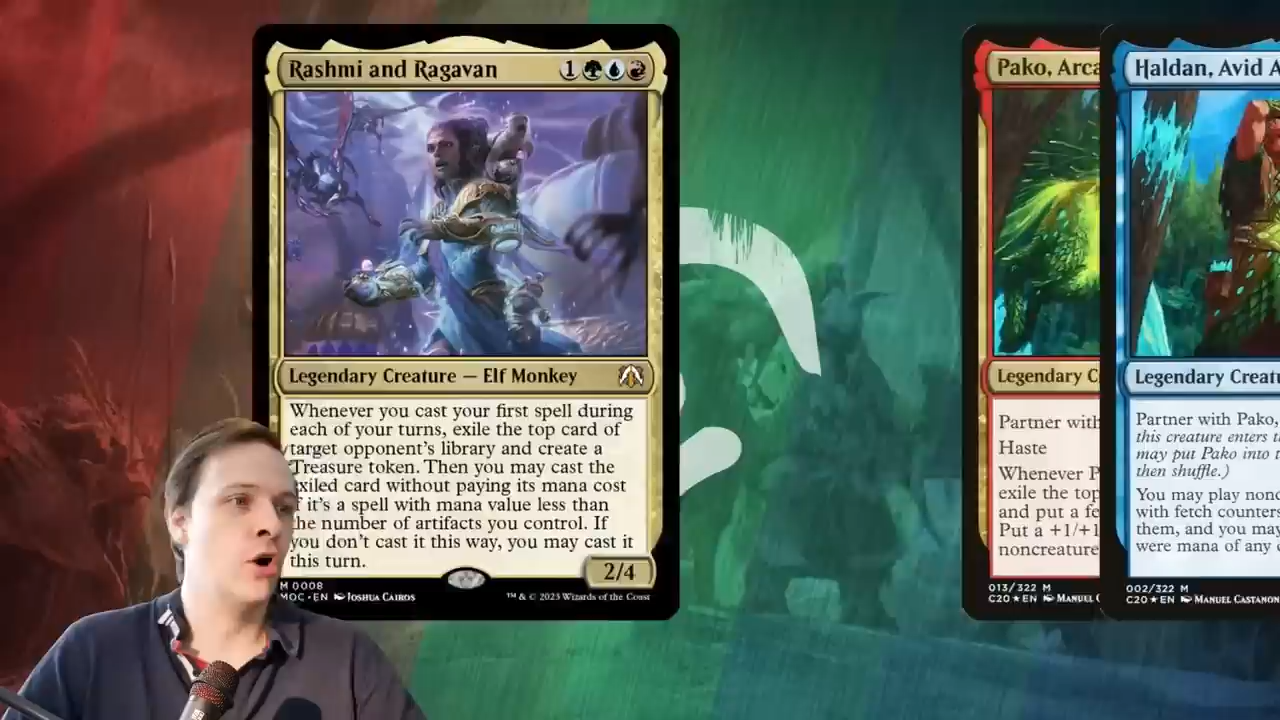 Rashmi and Ragavan 1
Legendary Creature — Elf Monkey
Whenever you cast your first spell during
each of your turns, exile the top card of
target opponent's library and create a
Treasure token. Then you may cast the
exiled card without paying its mana cost
if it's a spell with mana value less than
the number of artifacts you control. If
you don't cast it this way, you may cast it
this turn.
2/4
M 0008
MOC • EN Joshua Cairos
™ & © 2023 Wizards of the Coast
Pako, Arca
Legendary C
Partner with
Haste
Whenever P
exile the top
and put a fe
Put a +1/+1
noncreature
013/322 M
C20 ★ EN Manuel C
Haldan, Avid A
Legendary Creatu
Partner with Pako,
this creature enters t
may put Pako into t
then shuffle.)
You may play nonc
with fetch counters
them, and you may
were mana of any c
002/322 M
C20 ★ EN Manuel Castanon